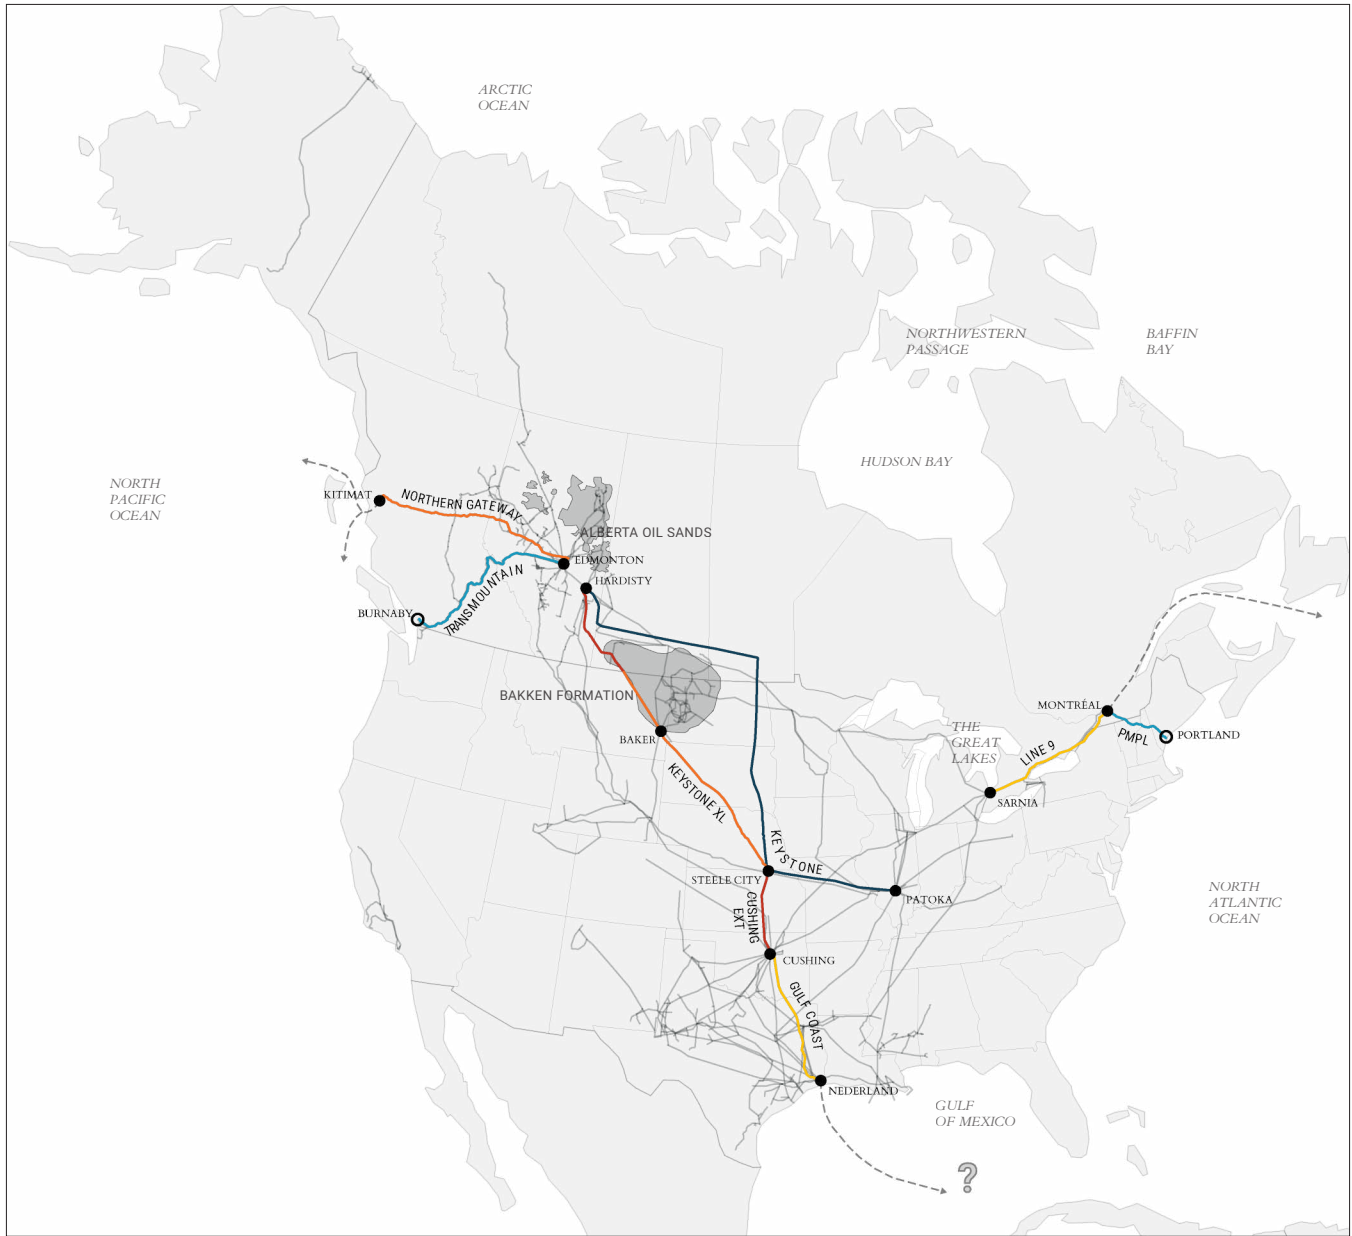 ARCTIC
OCEAN
NORTHWESTERN
PASSAGE
BAFFIN
BAY
HUDSON BAY
NORTH
PACIFIC
OCEAN
KITIMAT
NORTHERN GATEWAY
ALBERTA OIL SANDS
EDMONTON
HARDISTY
BURNABY
TRANSMOUNTAIN
BAKKEN FORMATION
BAKER
KEYSTONE XL
THE
GREAT
LAKES
MONTRÉAL
PMPL
PORTLAND
LINE 9
SARNIA
KEYSTONE
STEELE CITY
PATOKA
CUSHING
EXT
CUSHING
GULF COAST
NEDERLAND
NORTH
ATLANTIC
OCEAN
GULF
OF MEXICO
?